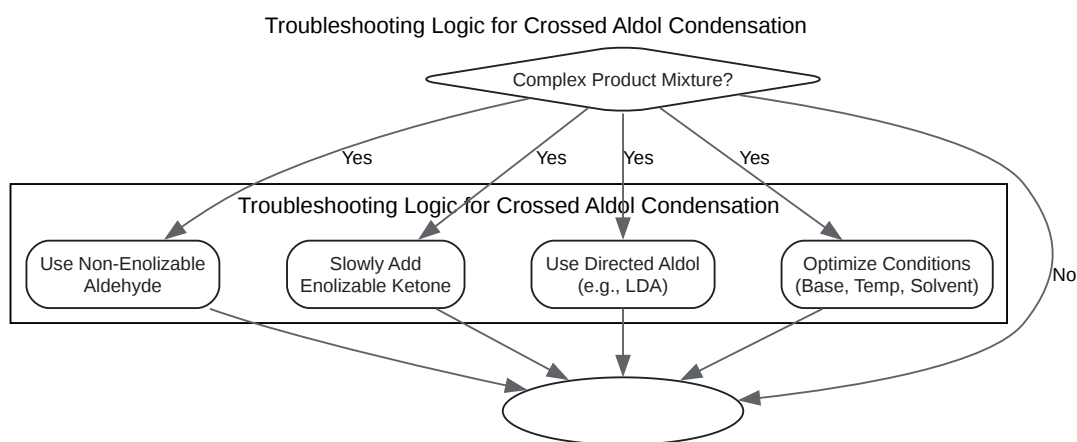 Troubleshooting Logic for Crossed Aldol Condensation
Complex Product Mixture?
Yes
Yes
Yes
Yes
Troubleshooting Logic for Crossed Aldol Condensation
Use Non-Enolizable
Aldehyde
Slowly Add
Enolizable Ketone
Use Directed Aldol
(e.g., LDA)
Optimize Conditions
(Base, Temp, Solvent)
No